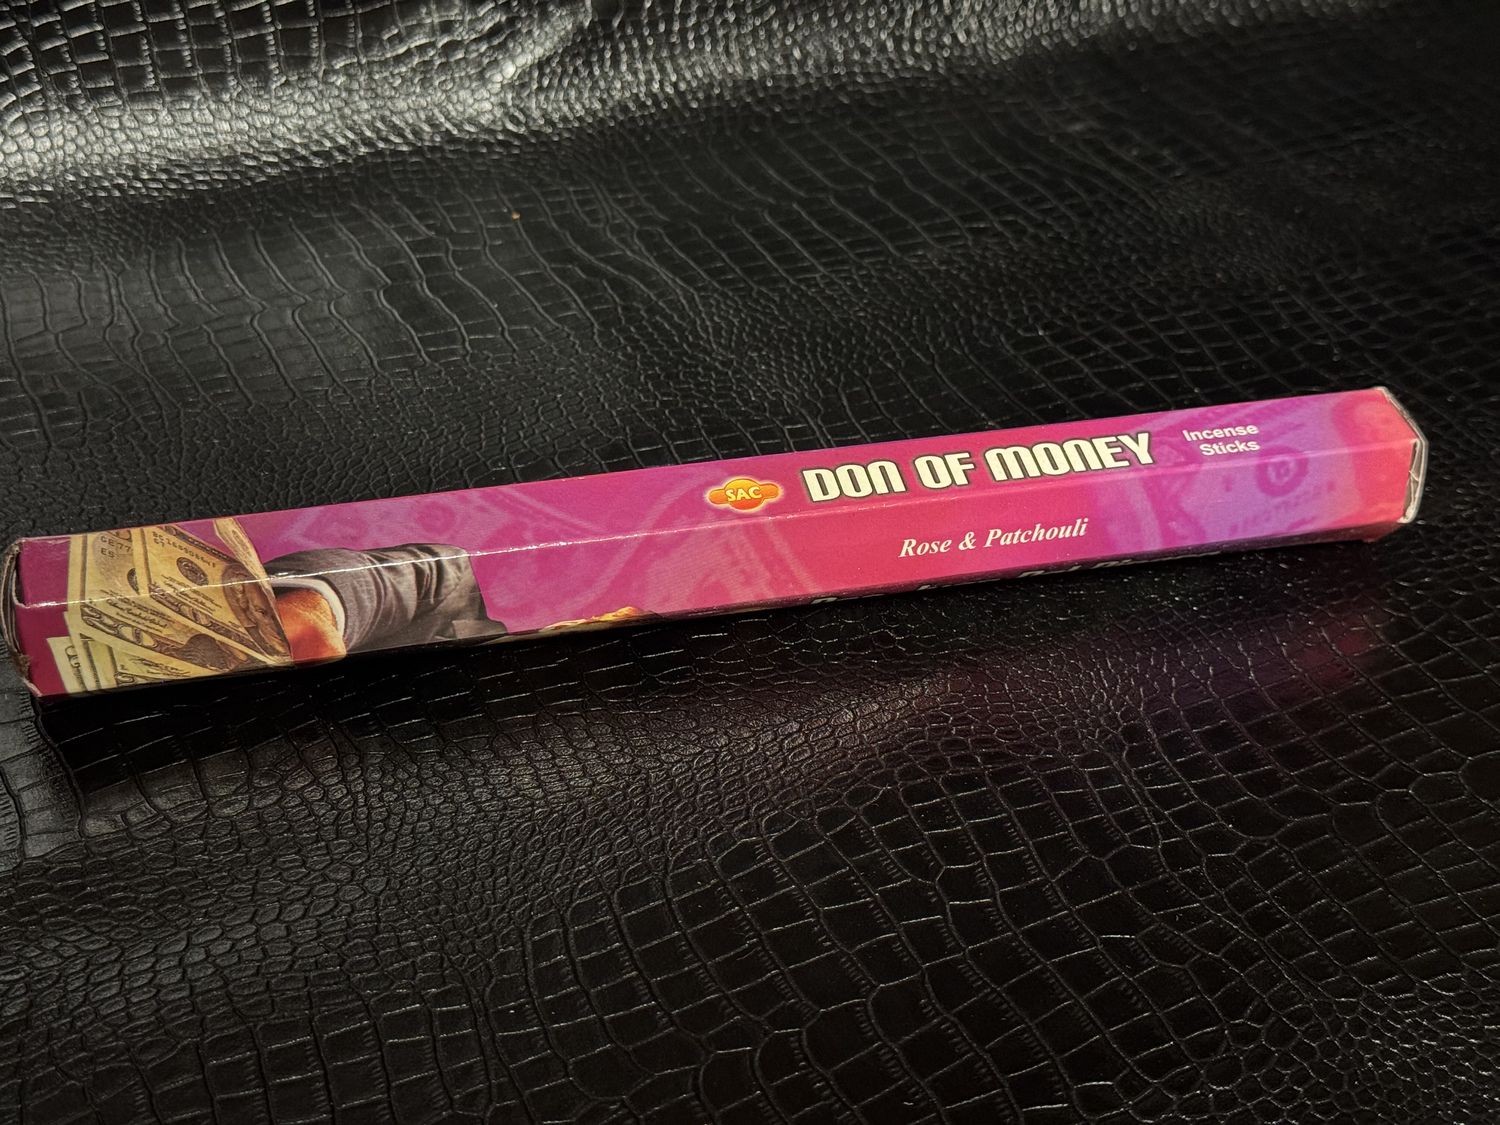 SAC
DON OF MONEY
Incense
Sticks
Rose & Patchouli